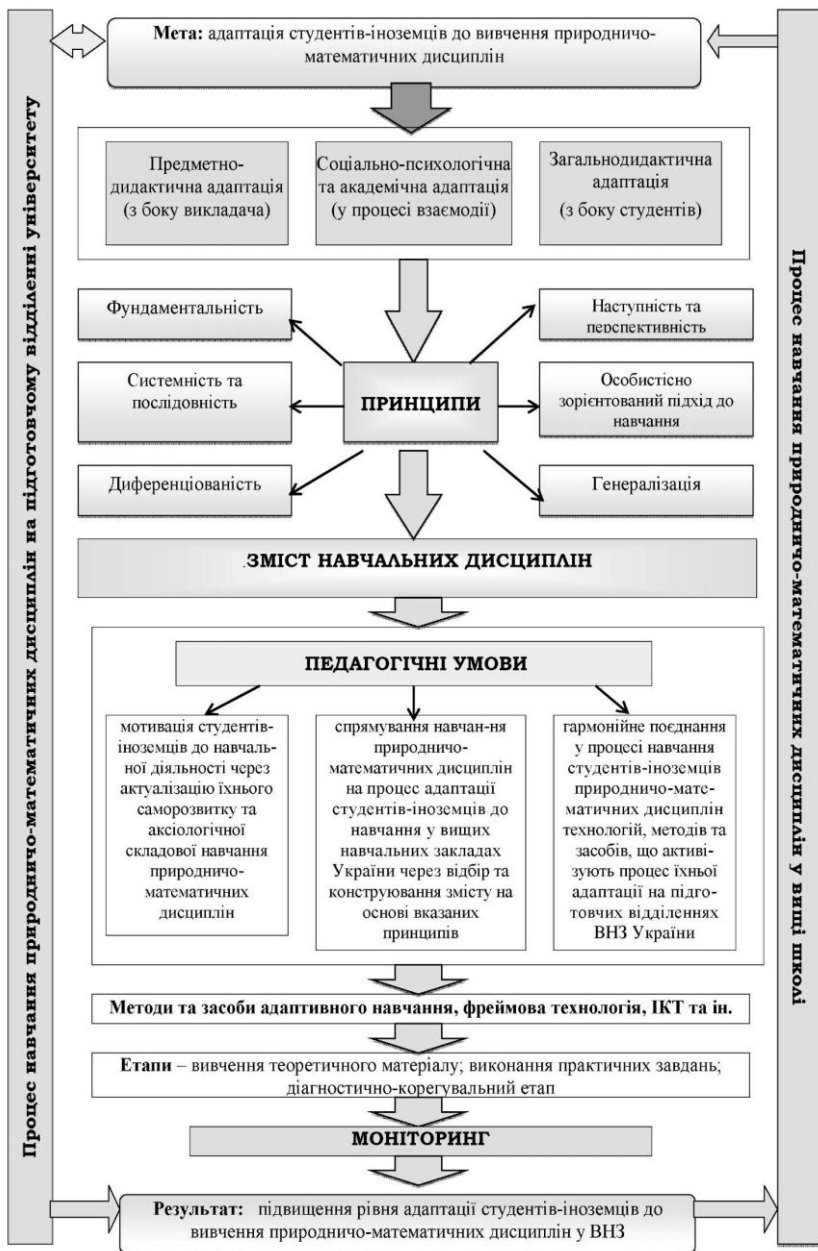 Мета: адаптація студентів-іноземців до вивчення природничо-
математичних дисциплін
Процес навчання природничо-математичних дисциплін на підготовчому відділенні університету
Предметно-
дидактична адаптація
(з боку викладача)
Соціально-психологічна
та академічна адаптація
(у процесі взаємодії)
Загальнодидактична
адаптація
(з боку студентів)
Фундаментальність
Наступність та
перспективність
Системність та
послідовність
ПРИНЦИПИ
Особистісно
зорієнтований підхід до
навчання
Диференційованість
Генералізація
.ЗМІСТ НАВЧАЛЬНИХ ДИСЦИПЛІН
ПЕДАГОГІЧНІ УМОВИ
мотивація студентів-
іноземців до навчаль-
ної діяльності через
актуалізацію їхнього
саморозвитку та
аксіологічної
складової навчання
природничо-
математичних
дисциплін
спрямування навчан-ня
природничо-
математичних дисциплін
на процес адаптації
студентів-іноземців до
навчання у вищих
навчальних закладах
України через відбір та
конструювання змісту на
основі вказаних
принципів
гармонійне поєднання
у процесі навчання
студентів-іноземців
природничо-мате-
матичних дисциплін
технологій, методів та
засобів, що активі-
зують процес їхньої
адаптації на підго-
товчих відділеннях
ВНЗ України
Методи та засоби адаптивного навчання, фреймова технологія, ІКТ та ін.
Етапи – вивчення теоретичного матеріалу; виконання практичних завдань;
діагностично-корегувальний етап
МОНІТОРИНГ
Результат: підвищення рівня адаптації студентів-іноземців до
вивчення природничо-математичних дисциплін у ВНЗ
Процес навчання природничо-математичних дисциплін у вищі школі